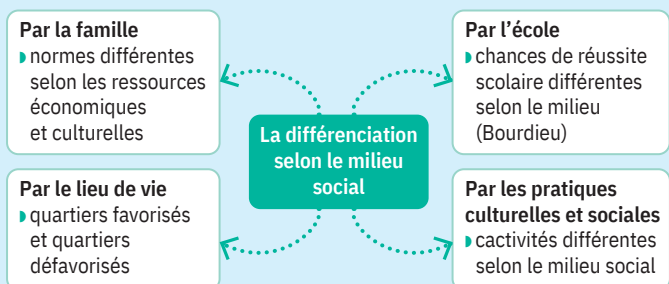 Par la famille
◗ normes différentes
selon les ressources
économiques
et culturelles
Par l'école
◗ chances de réussite
scolaire différentes
selon le milieu
(Bourdieu)
La différenciation
selon le milieu
social
Par le lieu de vie
◗ quartiers favorisés
et quartiers
défavorisés
Par les pratiques
culturelles et sociales
◗ cactivités différentes
selon le milieu social